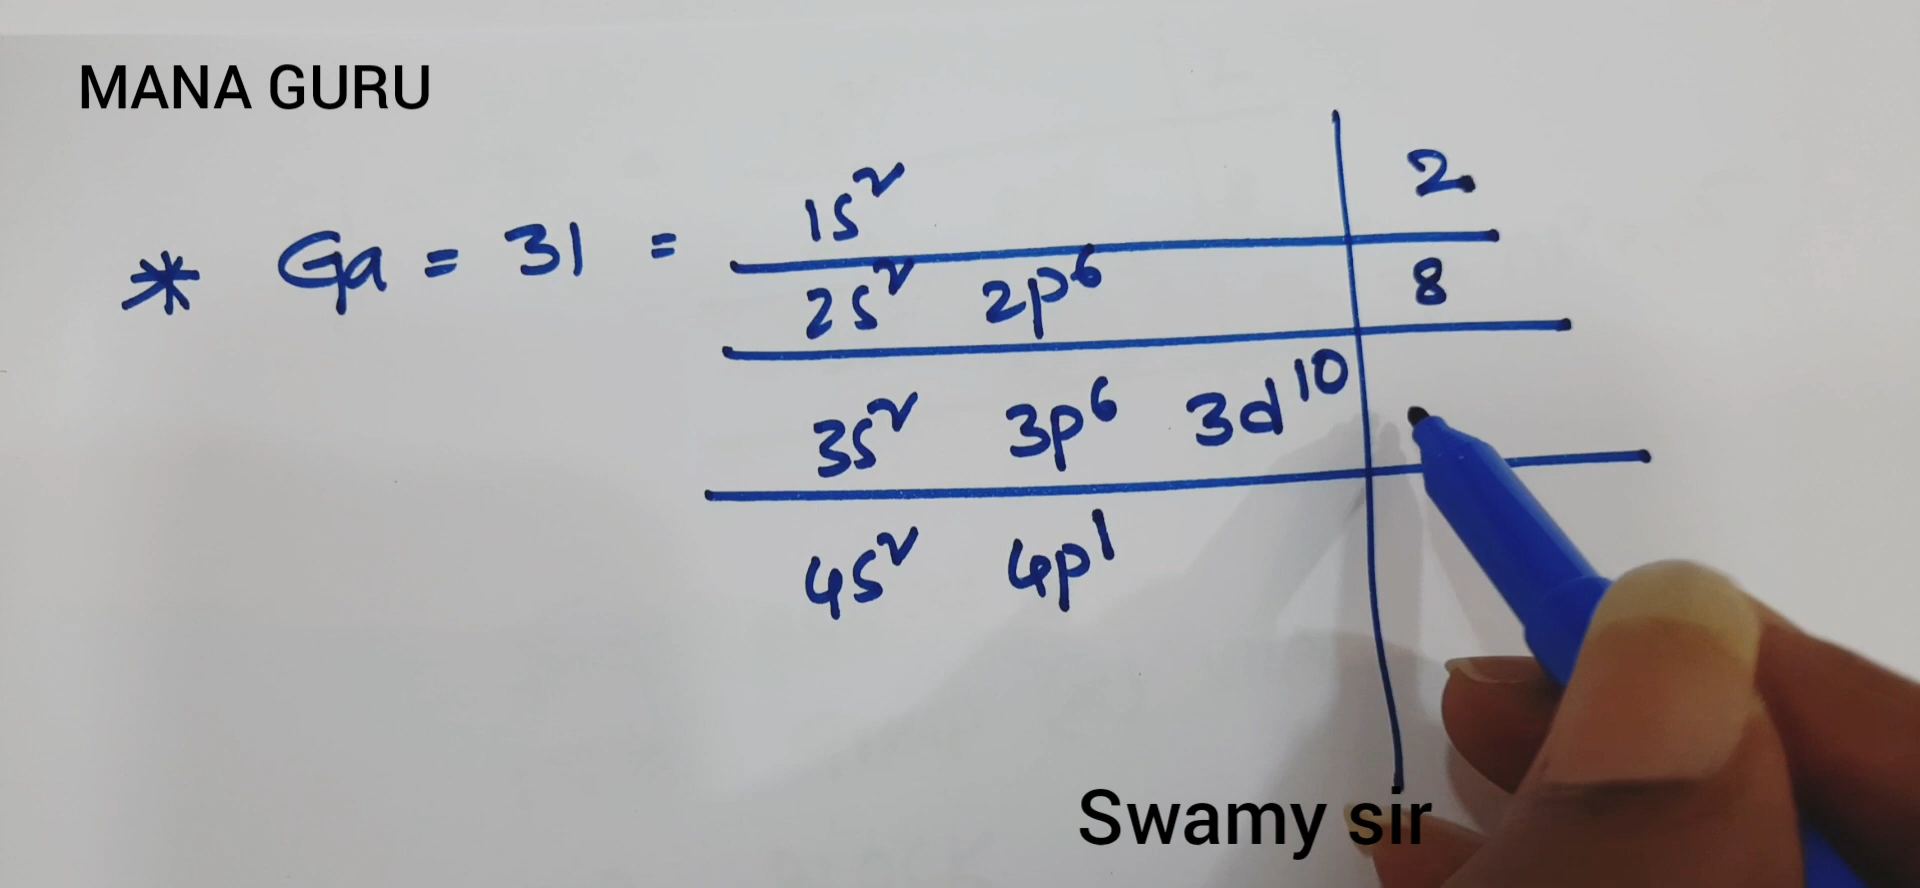 MANA GURU
1s² 2
* Ga = 31 =
2s² 2p⁶ 8
3s² 3p⁶ 3d¹⁰
4s² 4p¹
Swamy sir